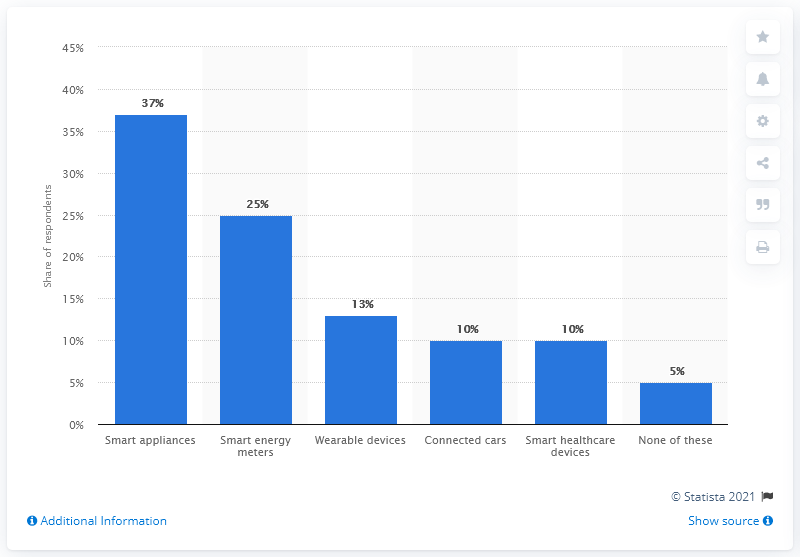 45%
40%
35%
30%
25%
20%
15%
10%
5%
0%
Share of respondents
37%
25%
13%
10%
10%
5%
Smart appliances
Smart energy
meters
Wearable devices
Connected cars
Smart healthcare
devices
None of these
© Statista 2021
Additional Information
Show source